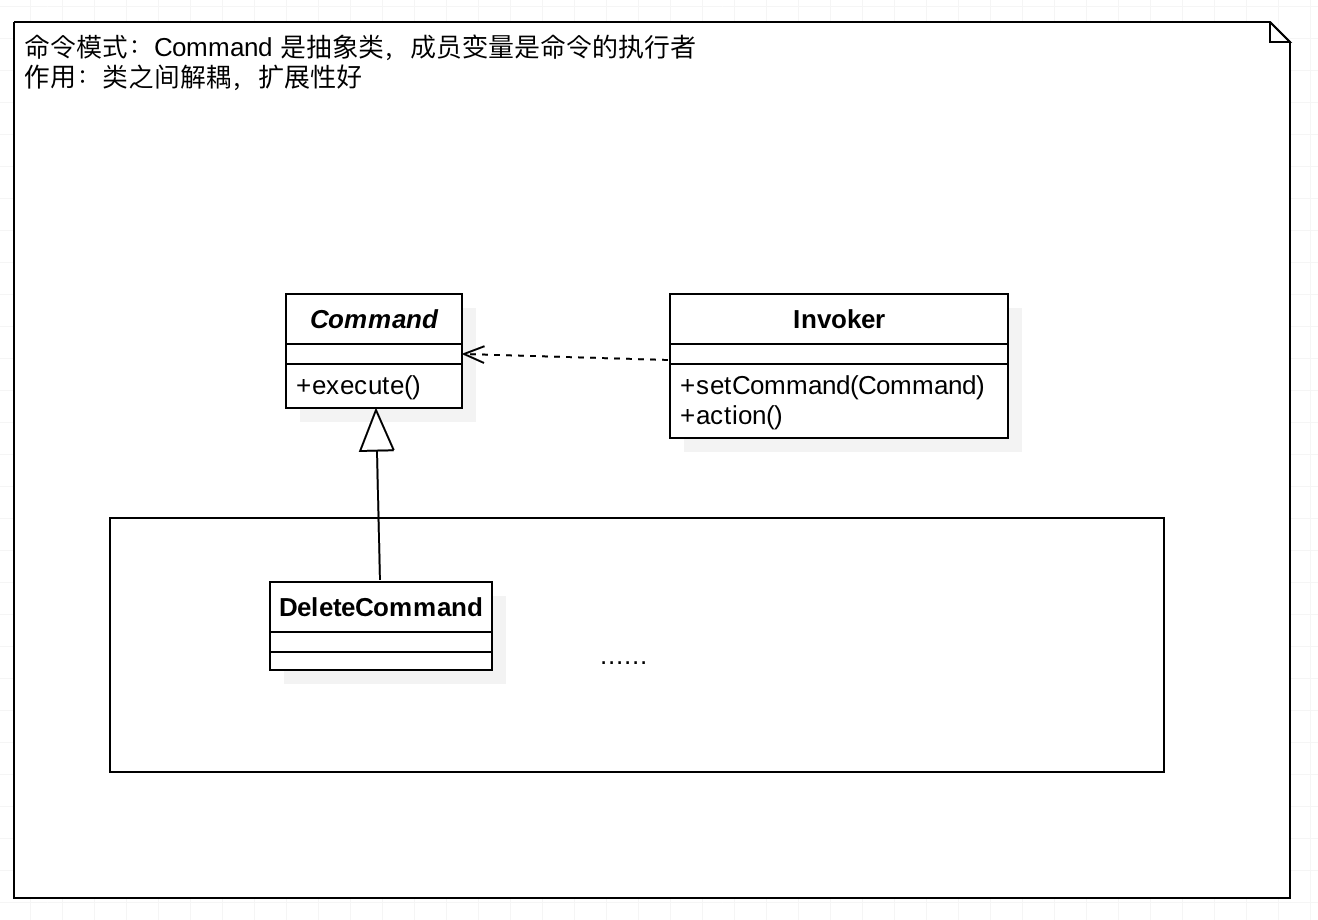 命令模式：Command 是抽象类，成员变量是命令的执行者
作用：类之间解耦，扩展性好
Command
+execute()
Invoker
+setCommand(Command)
+action()
DeleteCommand
......